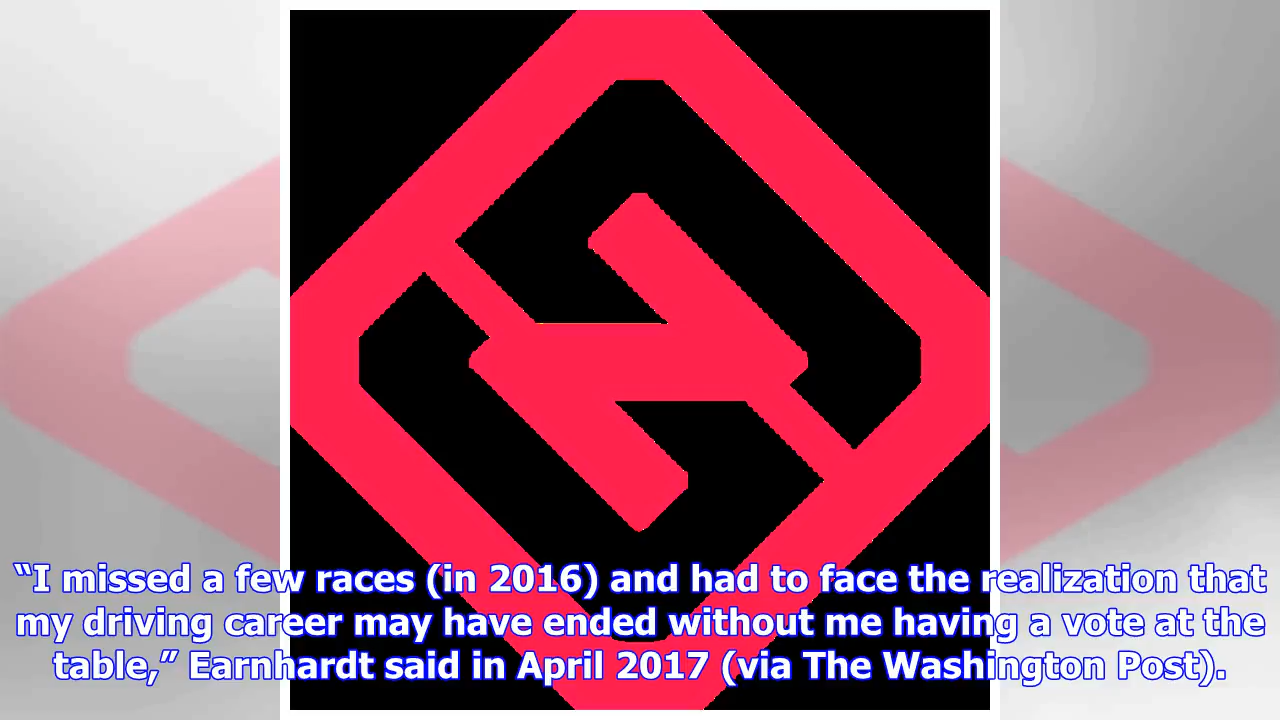 “I missed a few races (in 2016) and had to face the realization that
my driving career may have ended without me having a vote at the
table,” Earnhardt said in April 2017 (via The Washington Post).